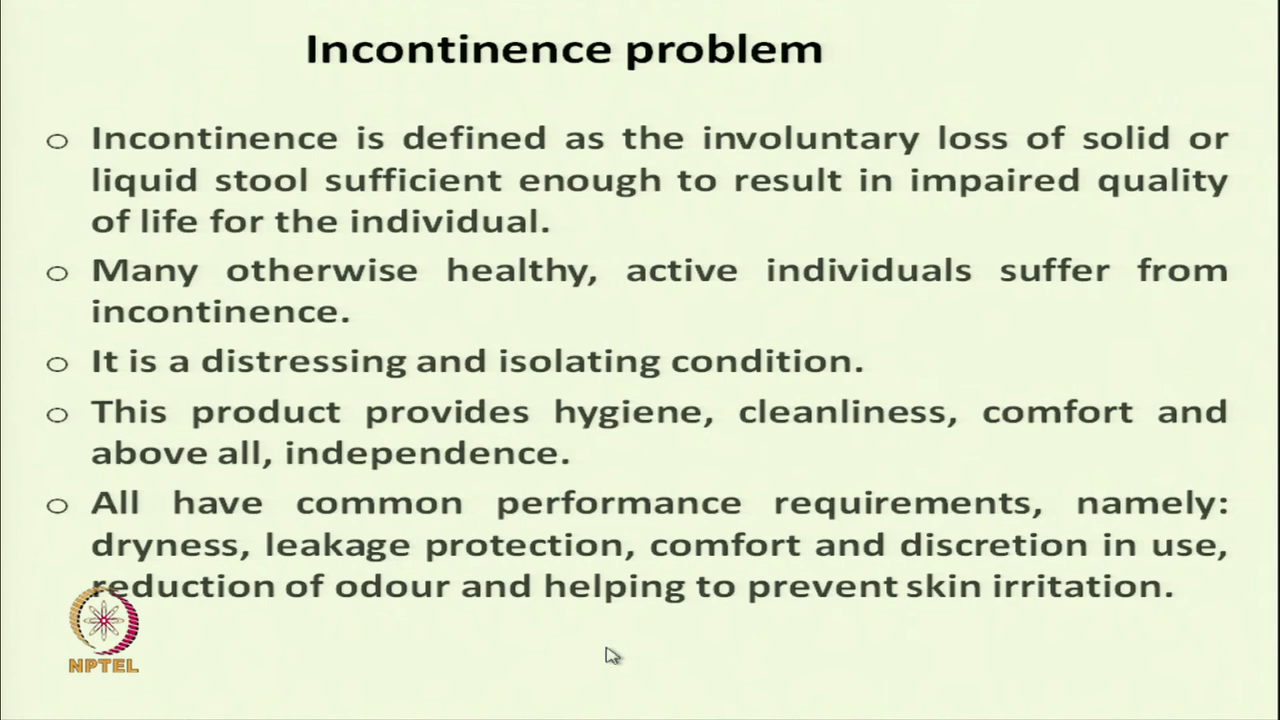 Incontinence problem
o Incontinence is defined as the involuntary loss of solid or
liquid stool sufficient enough to result in impaired quality
of life for the individual.
o Many otherwise healthy, active individuals suffer from
incontinence.
o It is a distressing and isolating condition.
o This product provides hygiene, cleanliness, comfort and
above all, independence.
o All have common performance requirements, namely:
dryness, leakage protection, comfort and discretion in use,
reduction of odour and helping to prevent skin irritation.
NPTEL